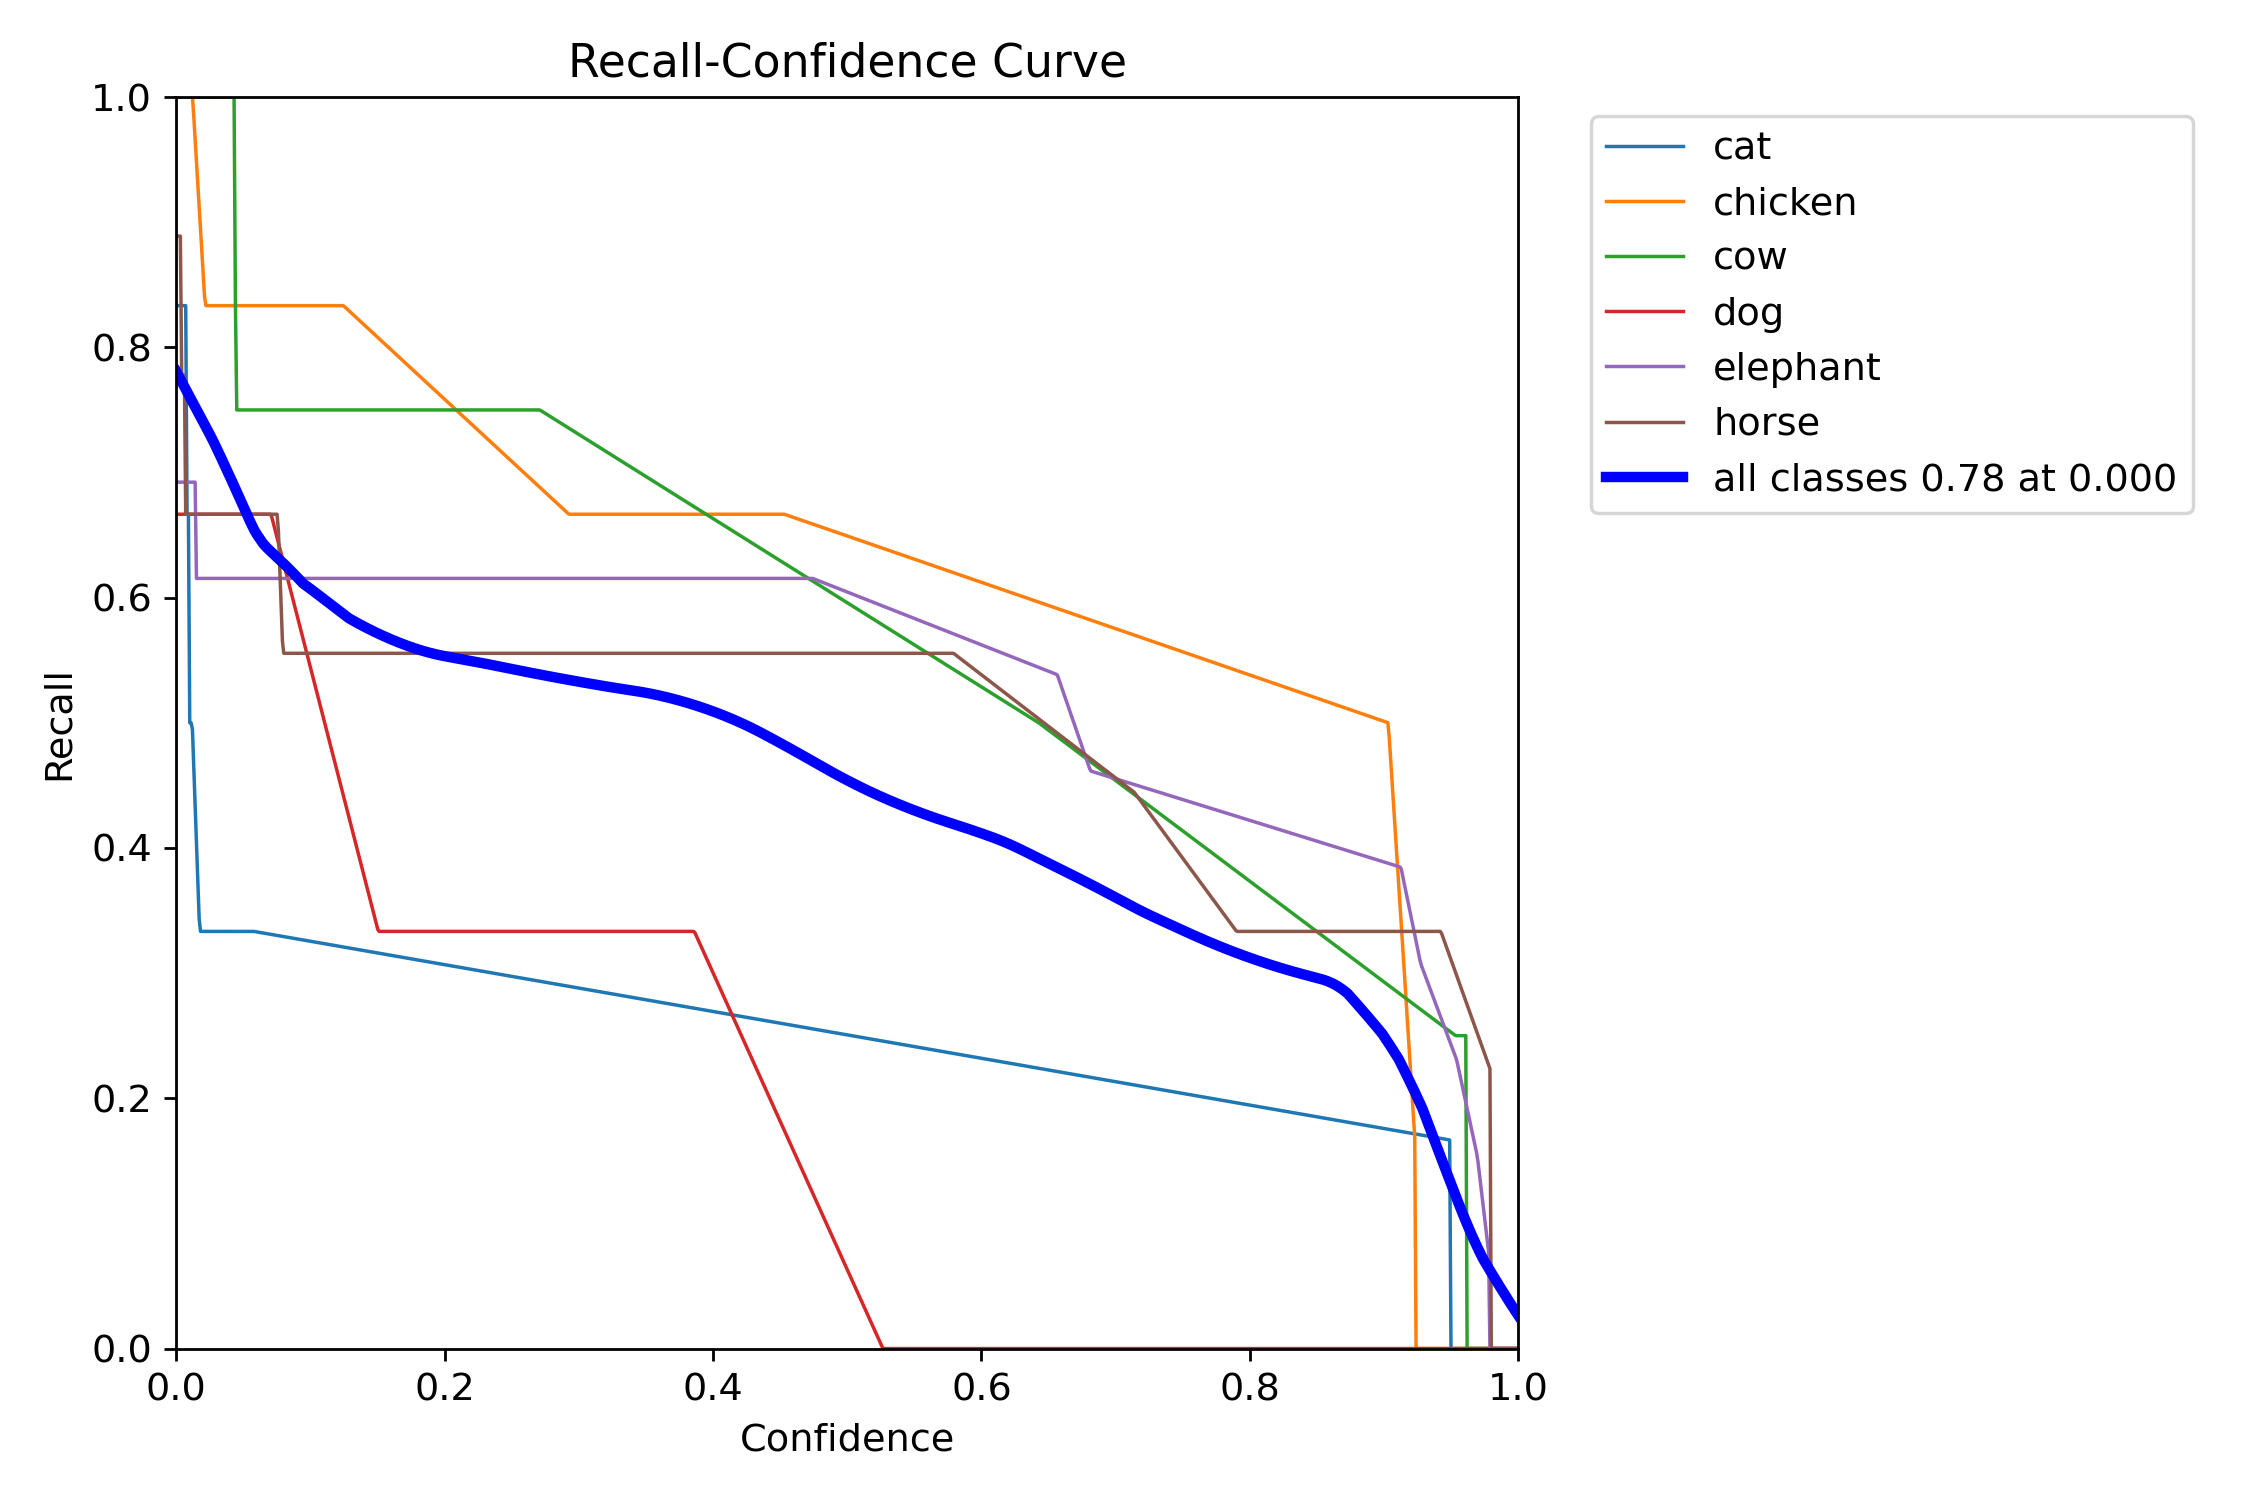 Recall-Confidence Curve
1.0
0.8
0.6
0.4
0.2
0.0
Recall
0.0 0.2 0.4 0.6 0.8 1.0
Confidence
cat
chicken
cow
dog
elephant
horse
all classes 0.78 at 0.000